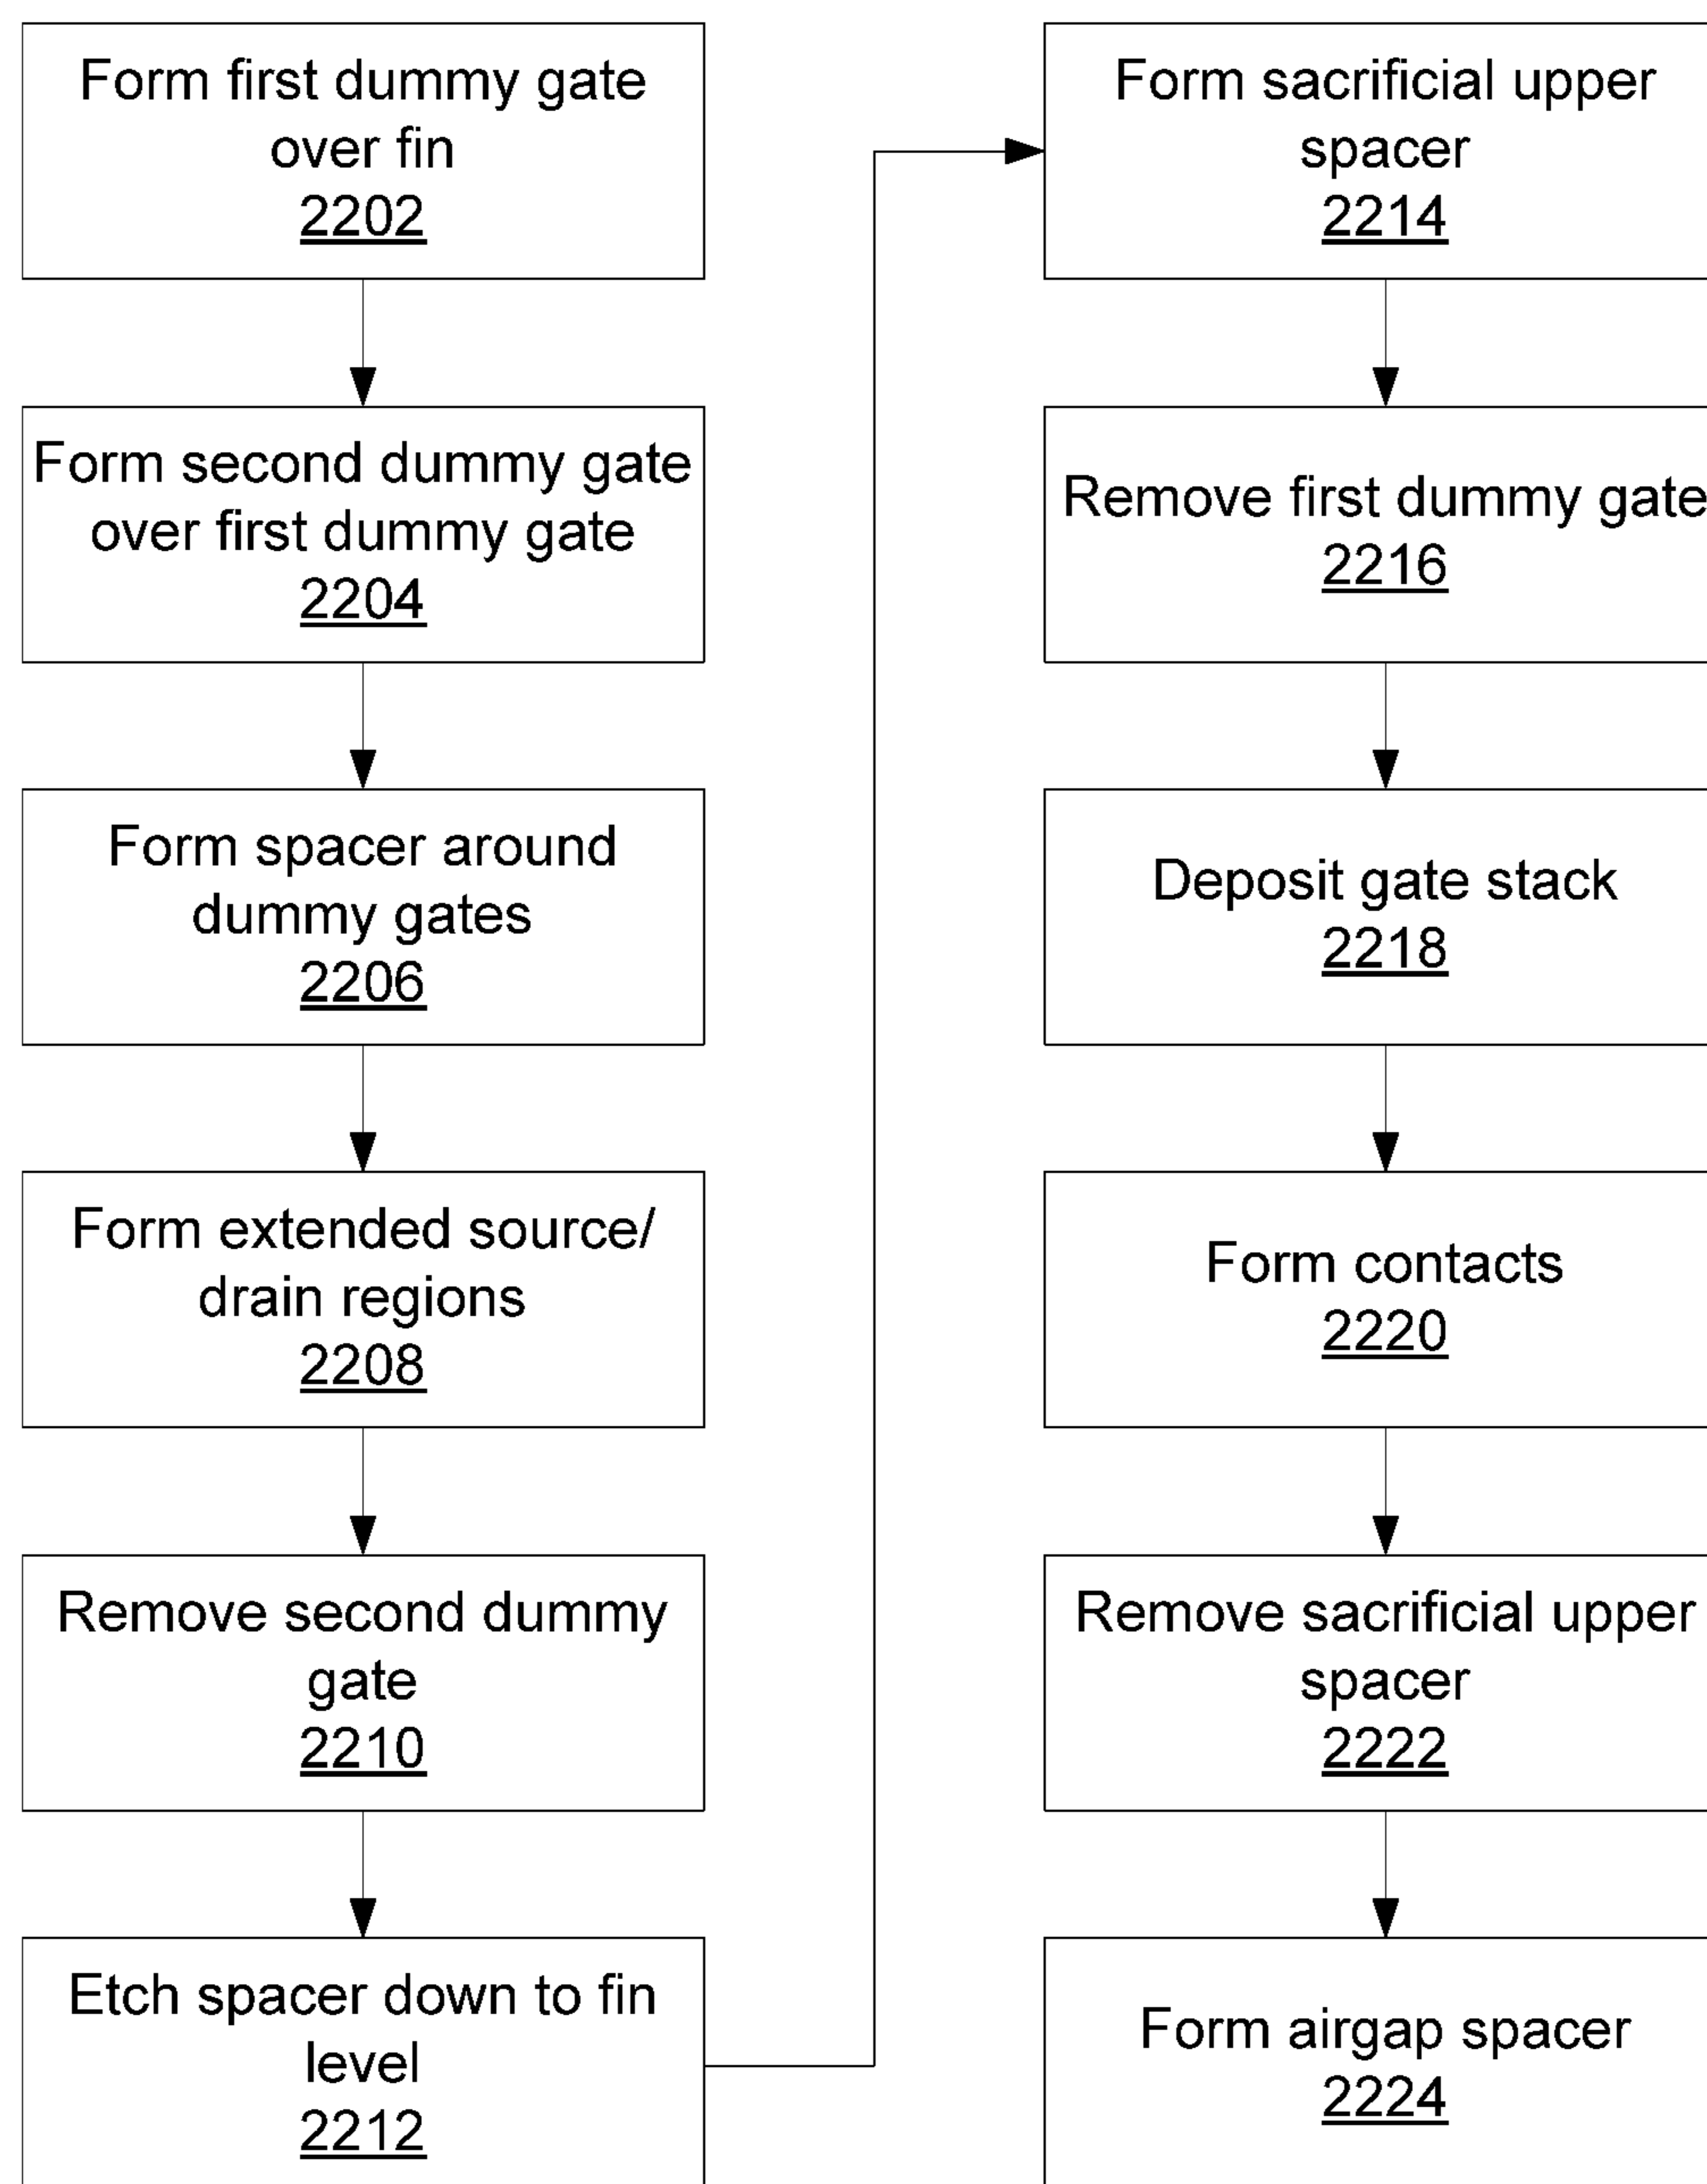 Form first dummy gate
over fin
2202
Form second dummy gate
over first dummy gate
2204
Form spacer around
dummy gates
2206
Form extended source/
drain regions
2208
Remove second dummy
gate
2210
Etch spacer down to fin
level
2212
Form sacrificial upper
spacer
2214
Remove first dummy gate
2216
Deposit gate stack
2218
Form contacts
2220
Remove sacrificial upper
spacer
2222
Form airgap spacer
2224